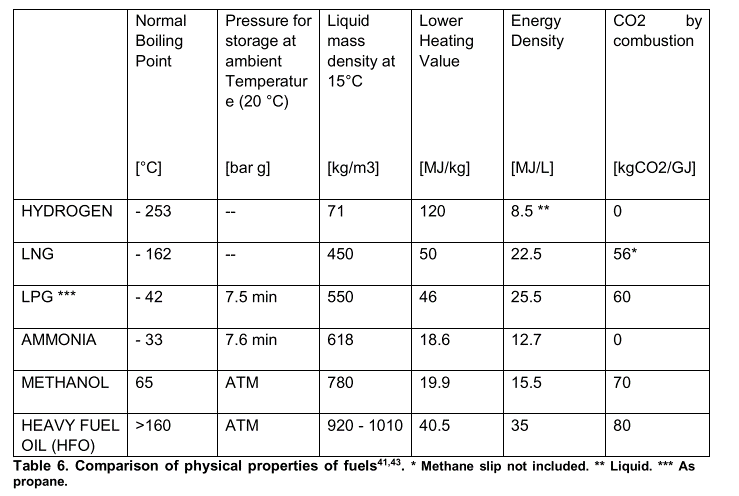 Normal Boiling Point [°C]
Pressure for storage at ambient Temperatur e (20 °C) [bar g]
Liquid mass density at 15°C [kg/m3]
Lower Heating Value [MJ/kg]
Energy Density [MJ/L]
CO2 by combustion [kgCO2/GJ]
HYDROGEN - 253 -- 71 120 8.5 ** 0
LNG - 162 -- 450 50 22.5 56*
LPG *** - 42 7.5 min 550 46 25.5 60
AMMONIA - 33 7.6 min 618 18.6 12.7 0
METHANOL 65 ATM 780 19.9 15.5 70
HEAVY FUEL OIL (HFO) >160 ATM 920 - 1010 40.5 35 80
Table 6. Comparison of physical properties of fuels41,43. * Methane slip not included. ** Liquid. *** As
propane.